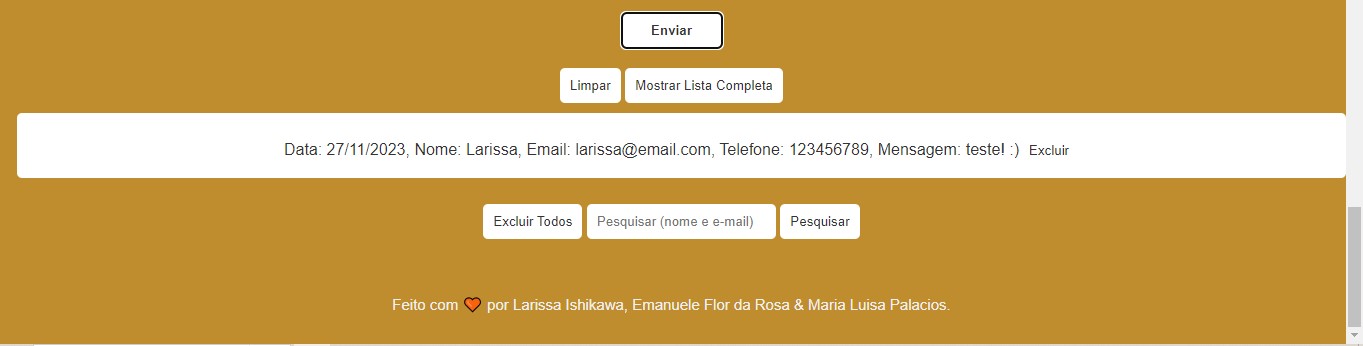 Enviar
Limpar Mostrar Lista Completa
Data: 27/11/2023, Nome: Larissa, Email: larissa@email.com, Telefone: 123456789, Mensagem: teste! :) Excluir
Excluir Todos Pesquisar (nome e e-mail) Pesquisar
Feito com 🧡 por Larissa Ishikawa, Emanuele Flor da Rosa & Maria Luisa Palacios.